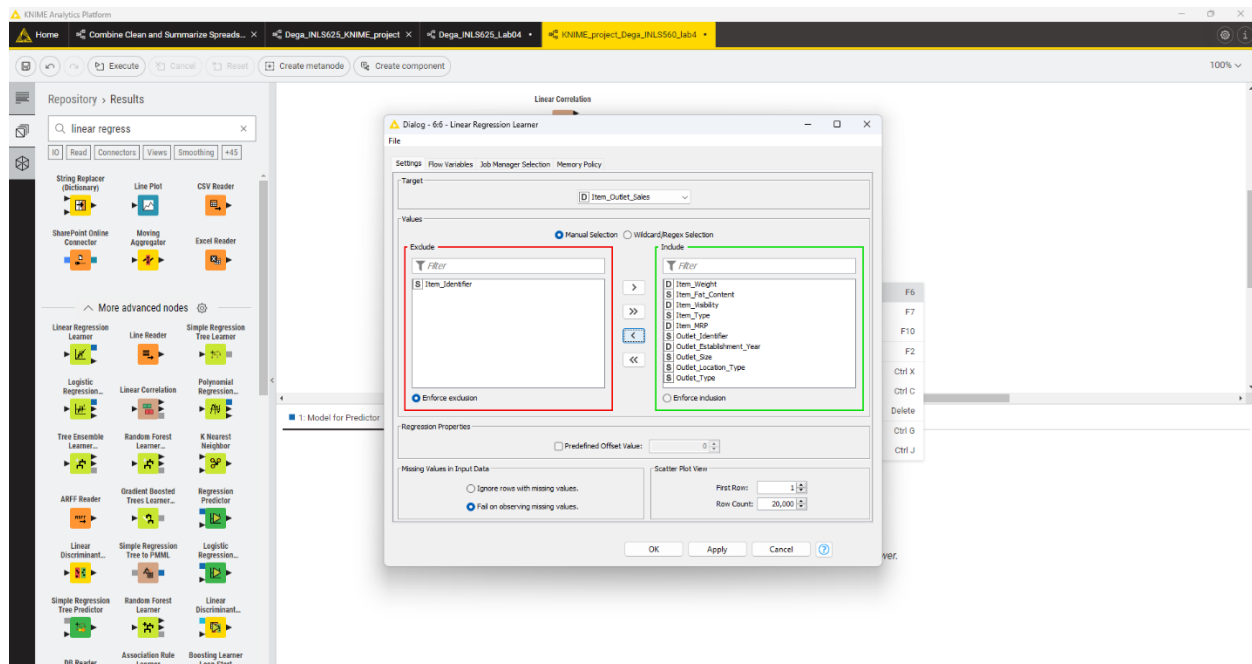 KNIME Analytics Platform
Home
Combine Clean and Summarize Spreads...
Dega_INLS625_KNIME_project
Dega_INLS625_Lab04
KNIME_project_Dega_INLS560_lab4
Execute
Cancel
Reset
Create metanode
Create component
100%
Repository > Results
linear regress
IO Read Connectors Views Smoothing +45
String Replacer (Dictionary)
Line Plot
CSV Reader
SharePoint Online Connector
Moving Aggregator
Excel Reader
More advanced nodes
Linear Regression Learner
Line Reader
Simple Regression Tree Learner
Logistic Regression...
Linear Correlation
Polynomial Regression...
Tree Ensemble Learner...
Random Forest Learner...
K Nearest Neighbor
ARFF Reader
Gradient Boosted Trees Learner...
Regression Predictor
Linear Discriminant...
Simple Regression Tree to PMML
Logistic Regression...
Simple Regression Tree Predictor
Random Forest Learner
Linear Discriminant...
DB Reader
Association Rule
Boosting Learner
Linear Correlation
1: Model for Predictor
Dialog - 6:6 - Linear Regression Learner
File
Settings Flow Variables Job Manager Selection Memory Policy
Target
D Item_Outlet_Sales
Values
Manual Selection Wildcard/Regex Selection
Exclude
Filter
S Item_Identifier
Enforce exclusion
>
>>
<
<<
Include
Filter
D Item_Weight
S Item_Fat_Content
D Item_Visibility
S Item_Type
D Item_MRP
S Outlet_Identifier
D Outlet_Establishment_Year
S Outlet_Size
S Outlet_Location_Type
S Outlet_Type
Enforce inclusion
Regression Properties
Predefined Offset Value: 0
Missing Values in Input Data
Ignore rows with missing values.
Fail on observing missing values.
Scatter Plot View
First Row: 1
Row Count: 20,000
OK Apply Cancel ?
F6
F7
F10
F2
Ctrl X
Ctrl C
Delete
Ctrl G
Ctrl J